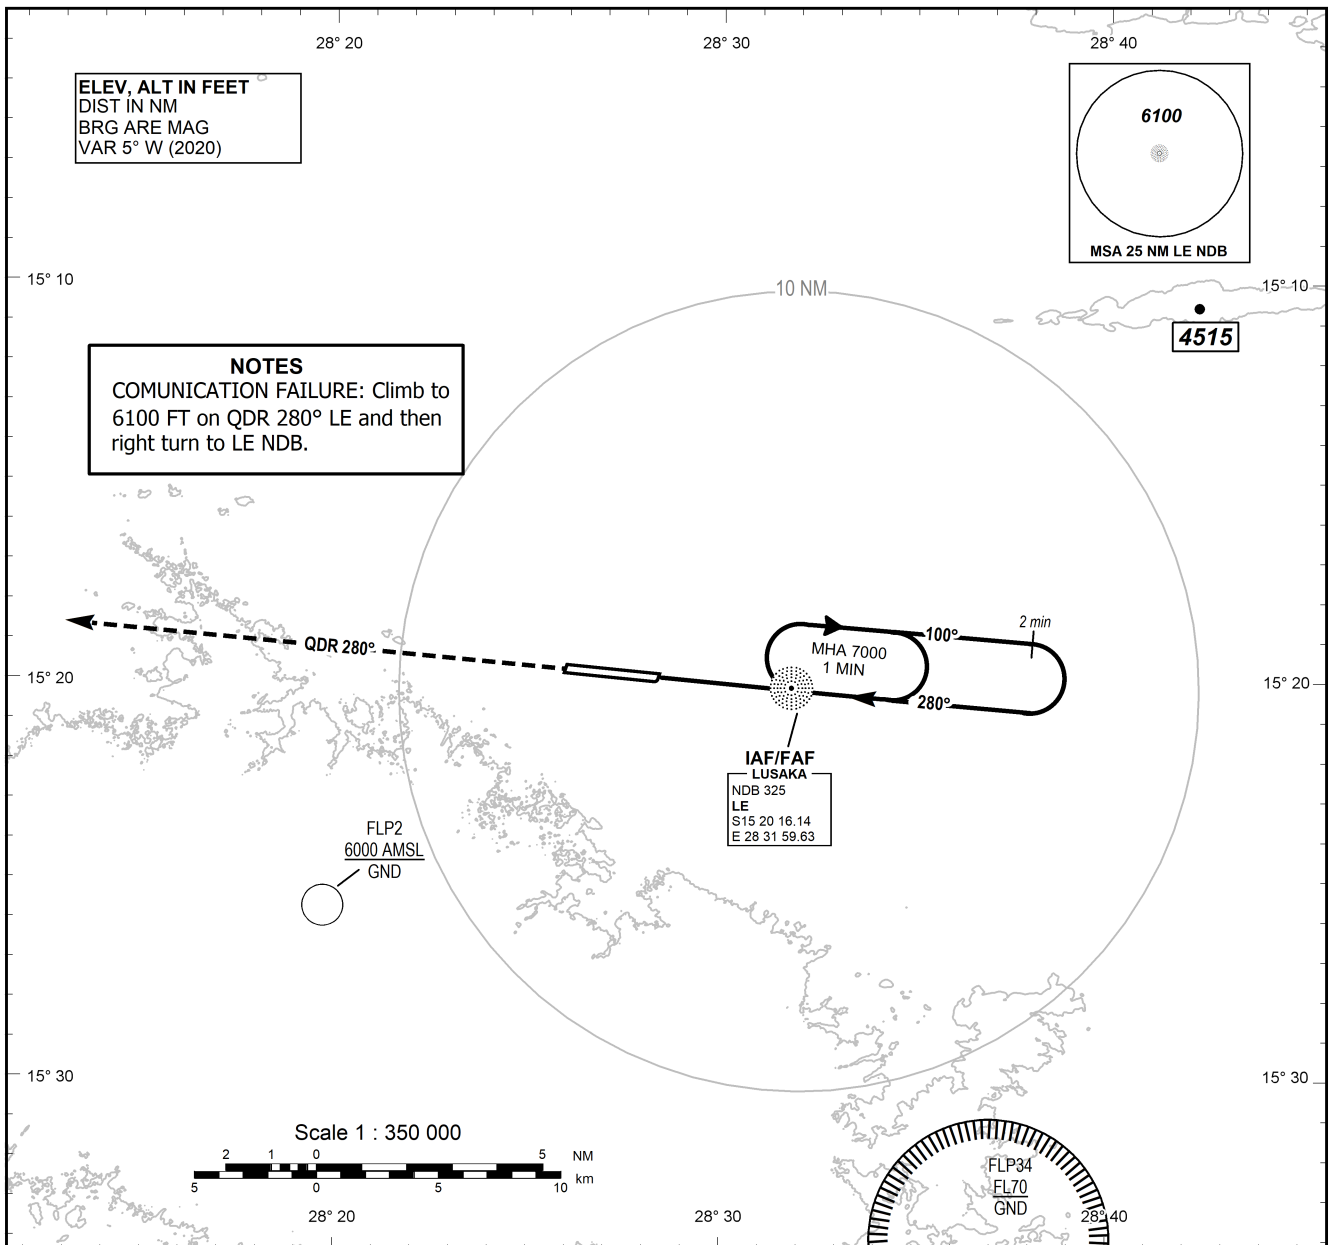 28° 20
28° 30
28° 40
ELEV, ALT IN FEET
DIST IN NM
BRG ARE MAG
VAR 5° W (2020)
6100
MSA 25 NM LE NDB
15° 10
10 NM
15° 10
4515
NOTES
COMUNICATION FAILURE: Climb to
6100 FT on QDR 280° LE and then
right turn to LE NDB.
2 min
100°
QDR 280°
MHA 7000
1 MIN
15° 20
15° 20
280°
IAF/FAF
LUSAKA
NDB 325
LE
S15 20 16.14
E 28 31 59.63
FLP2
6000 AMSL
GND
15° 30
15° 30
Scale 1 : 350 000
2 1 0 5 NM
5 0 5 10 km
FLP34
FL70
GND
28° 20
28° 30
28° 40